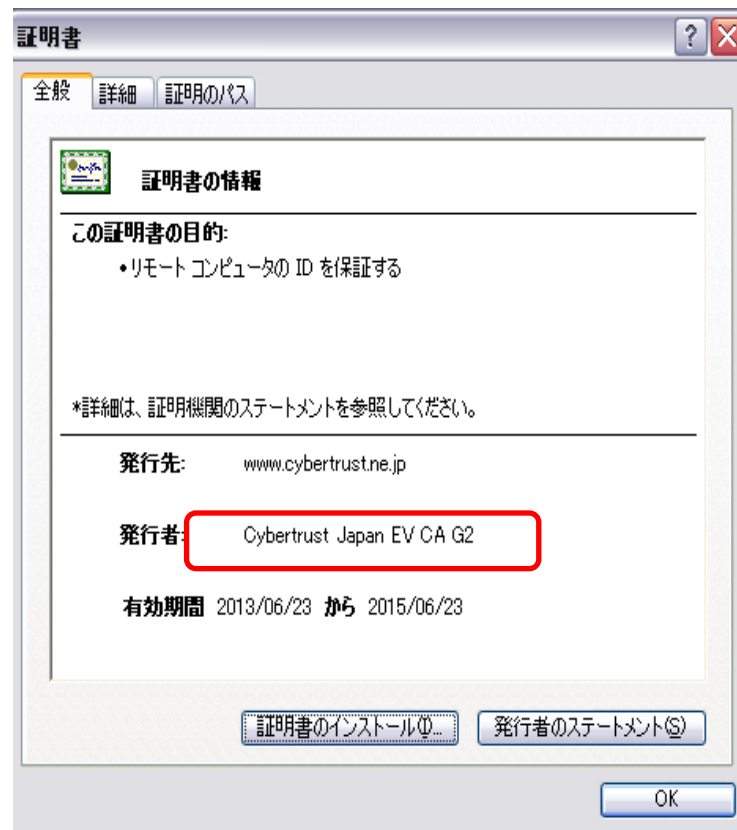 証明書
?
全般 詳細 証明のパス
証明書の情報
この証明書の目的:
•リモート コンピュータの ID を保証する
*詳細は、証明機関のステートメントを参照してください。
発行先: www.cybertrust.ne.jp
発行者: Cybertrust Japan EV CA G2
有効期間 2013/06/23 から 2015/06/23
証明書のインストール(I)... 発行者のステートメント(S)
OK